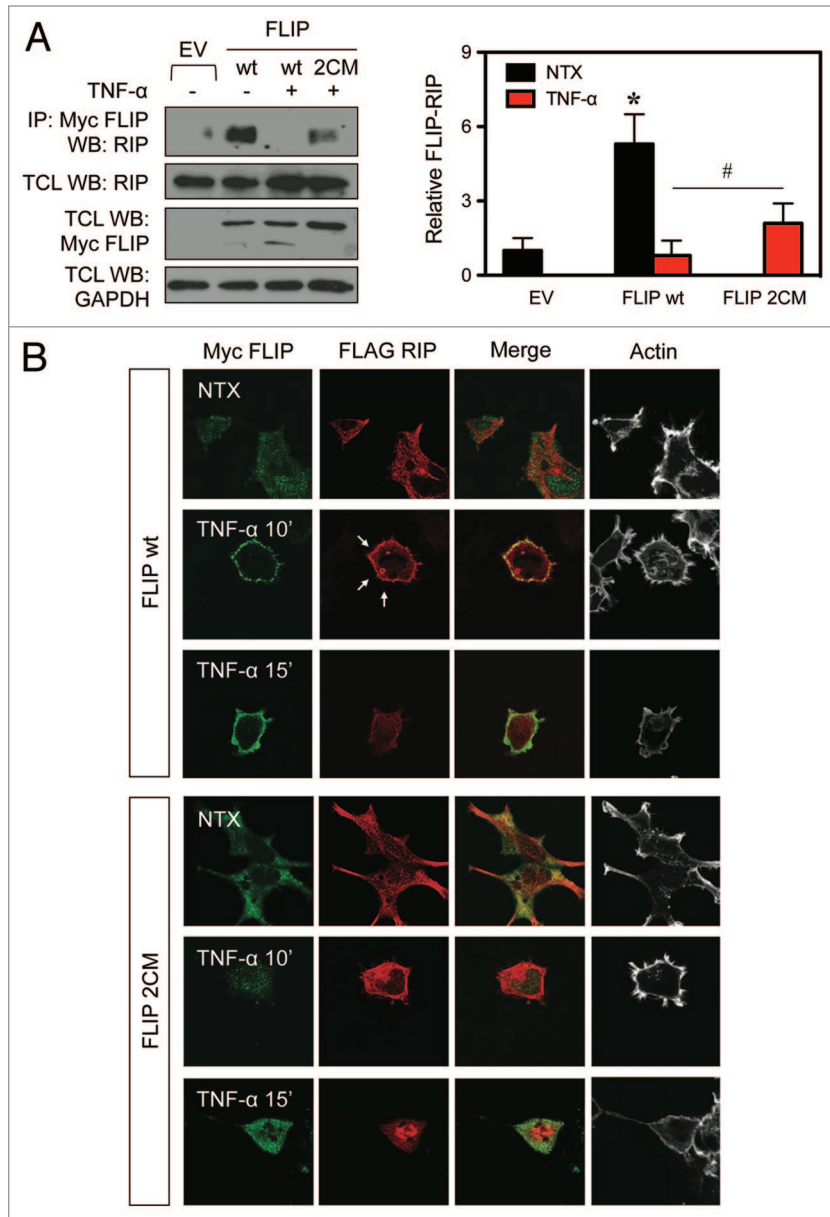 A
FLIP
EV
wt wt 2CM
TNF-α - - + +
IP: Myc FLIP
WB: RIP
TCL WB: RIP
TCL WB:
Myc FLIP
TCL WB:
GAPDH
9
6
3
0
Relative FLIP-RIP
NTX
TNF-α
*
#
EV FLIP wt FLIP 2CM
B
Myc FLIP FLAG RIP Merge Actin
FLIP wt
NTX
TNF-α 10’
TNF-α 15’
FLIP 2CM
NTX
TNF-α 10’
TNF-α 15’